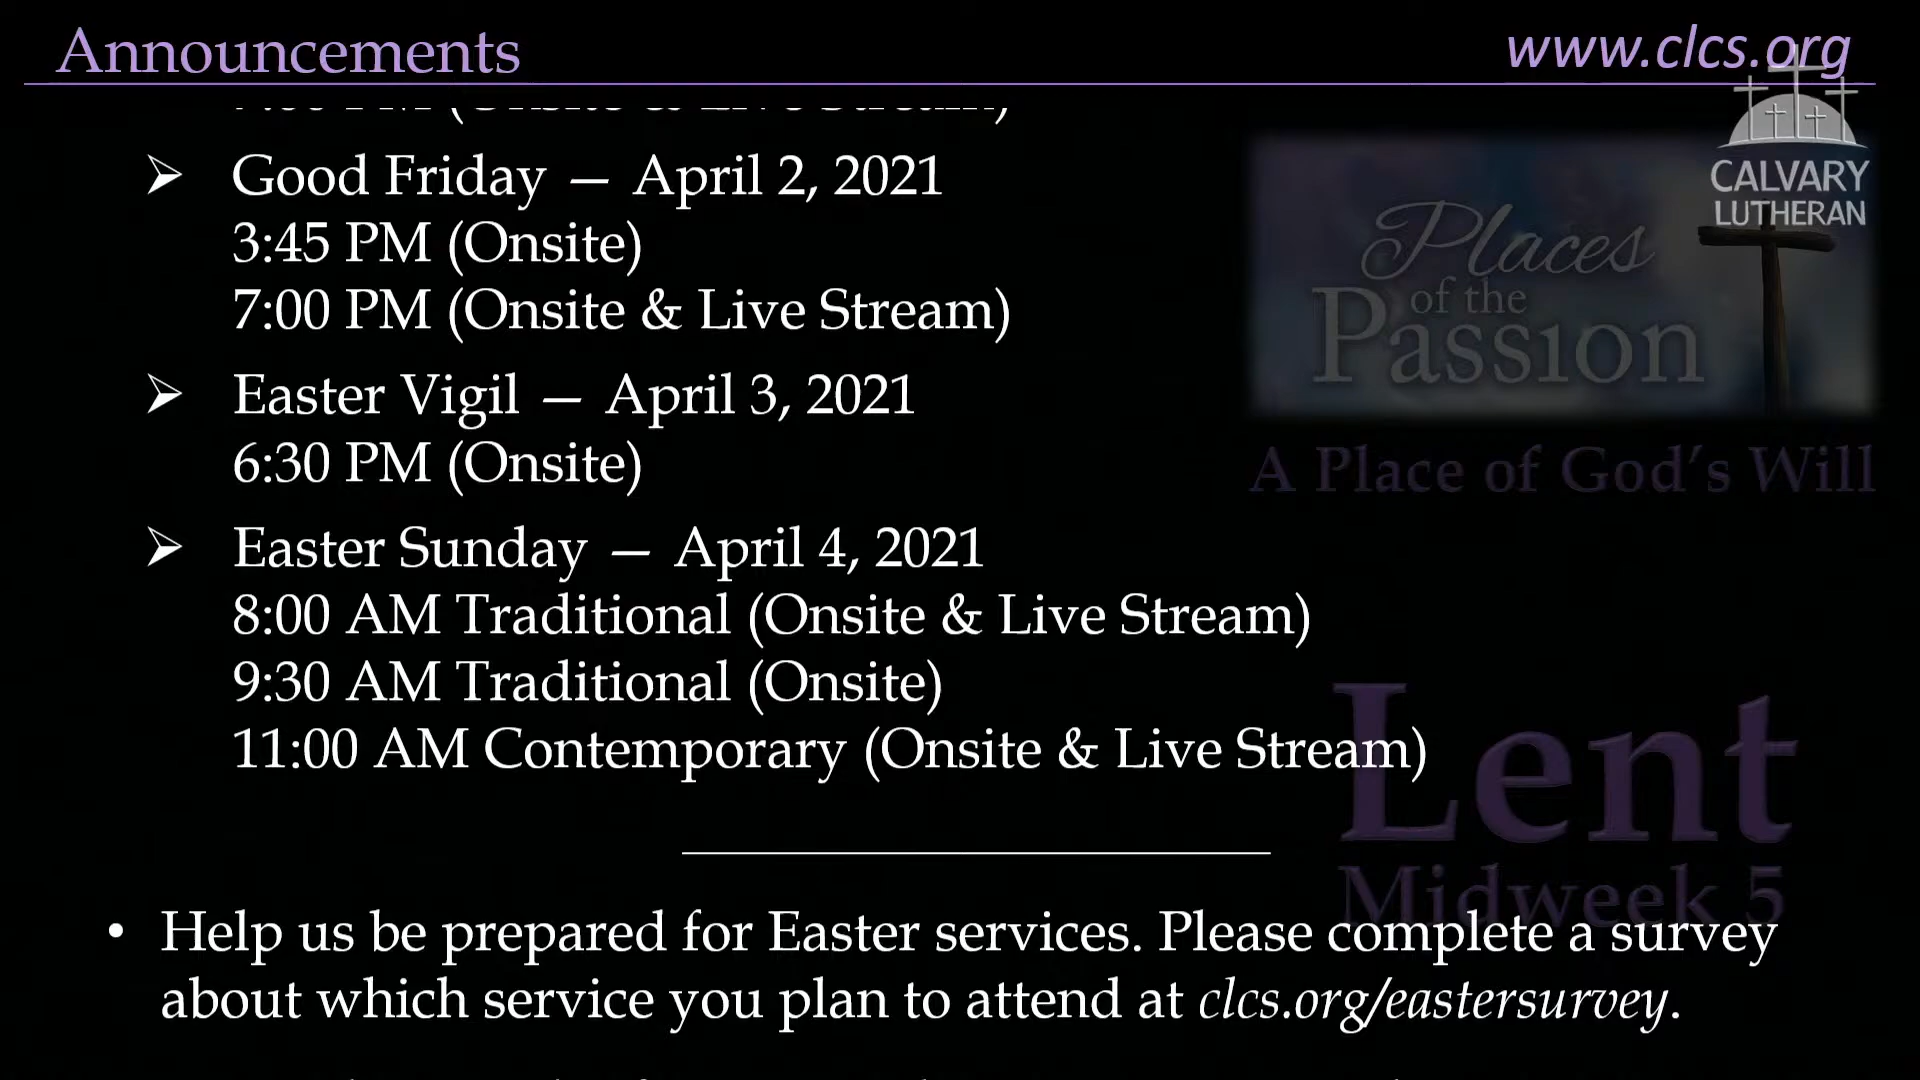 Announcements
www.clcs.org
PM (Onsite & Live Stream)
➢ Good Friday — April 2, 2021
3:45 PM (Onsite)
7:00 PM (Onsite & Live Stream)
➢ Easter Vigil — April 3, 2021
6:30 PM (Onsite)
➢ Easter Sunday — April 4, 2021
8:00 AM Traditional (Onsite & Live Stream)
9:30 AM Traditional (Onsite)
11:00 AM Contemporary (Onsite & Live Stream)
• Help us be prepared for Easter services. Please complete a survey
about which service you plan to attend at clcs.org/eastersurvey.
CALVARY
LUTHERAN
Places
of the
Passion
A Place of God's Will
Lent
Midweek 5